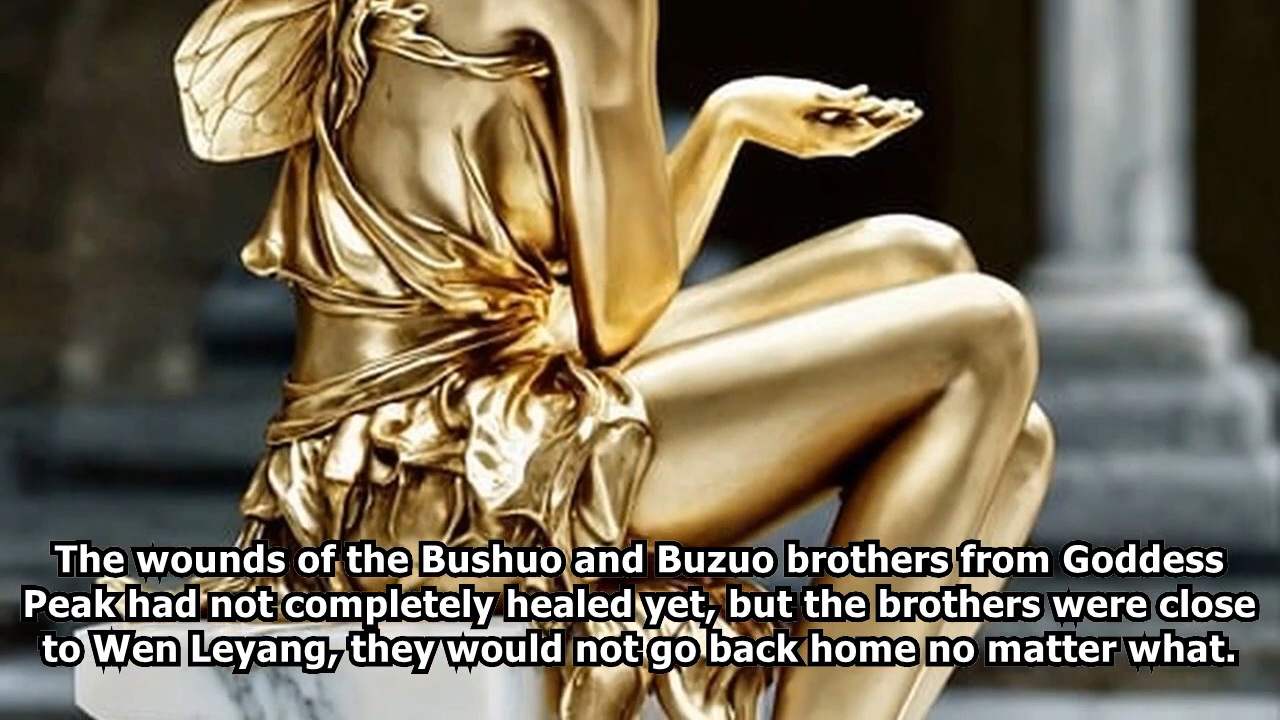 The wounds of the Bushuo and Buzuo brothers from Goddess
Peak had not completely healed yet, but the brothers were close
to Wen Leyang, they would not go back home no matter what.